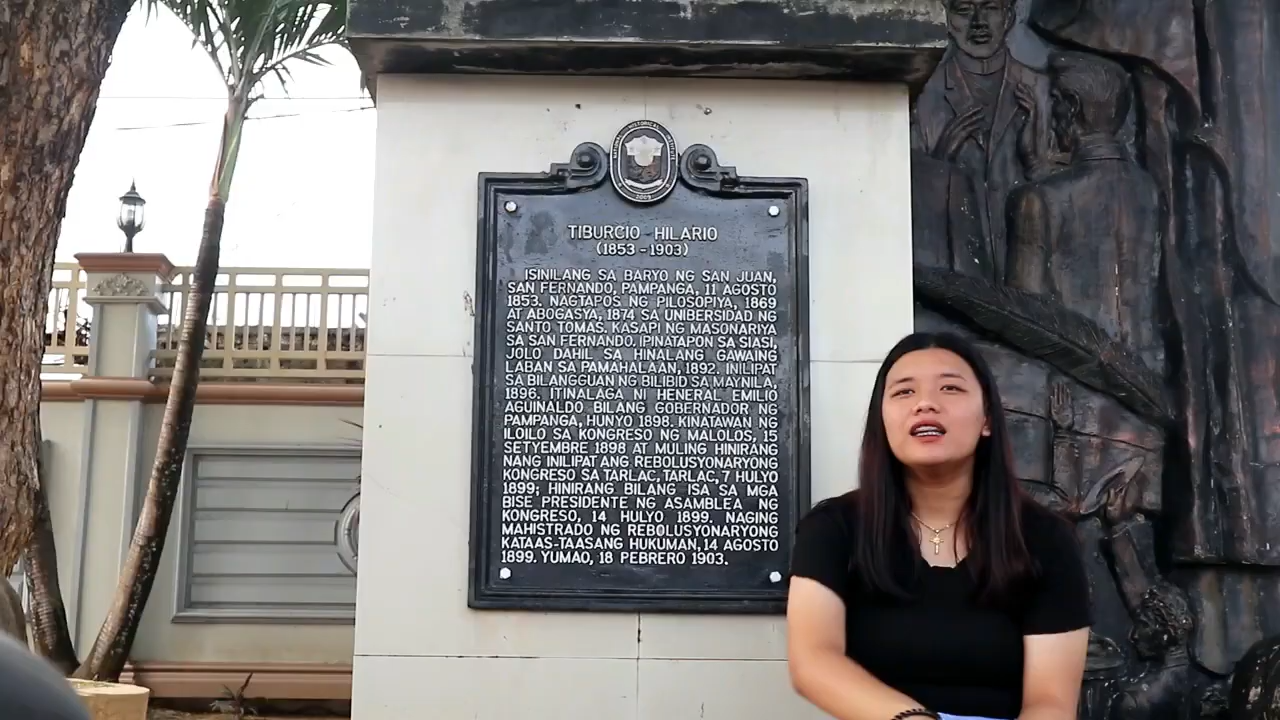 HISTORICAL
2003
TIBURCIO HILARIO
(1853 - 1903)
ISINILANG SA BARYO NG SAN JUAN,
SAN FERNANDO, PAMPANGA, 11 AGOSTO
1853. NAGTAPOS NG PILOSOPIYA, 1869
AT ABOGASYA, 1874 SA UNIBERSIDAD NG
SANTO TOMAS. KASAPI NG MASONARIYA
SA SAN FERNANDO. IPINATAPON SA SIASI,
JOLO DAHIL SA HINALANG GAWAING
LABAN SA PAMAHALAAN, 1892. INILIPAT
SA BILANGGUAN NG BILIBID SA MAYNILA,
1896. ITINALAGA NI HENERAL EMILIO
AGUINALDO BILANG GOBERNADOR NG
PAMPANGA, HUNYO 1898. KINATAWAN NG
ILOILO SA KONGRESO NG MALOLOS, 15
SETYEMBRE 1898 AT MULING HINIRANG
NANG INILIPAT ANG REBOLUSYONARYONG
KONGRESO SA TARLAC, TARLAC, 7 HULYO
1899; HINIRANG BILANG ISA SA MGA
BISE PRESIDENTE NG ASAMBLEA NG
KONGRESO, 14 HULYO 1899. NAGING
MAHISTRADO NG REBOLUSYONARYONG
KATAAS-TAASANG HUKUMAN, 14 AGOSTO
1899. YUMAO, 18 PEBRERO 1903.